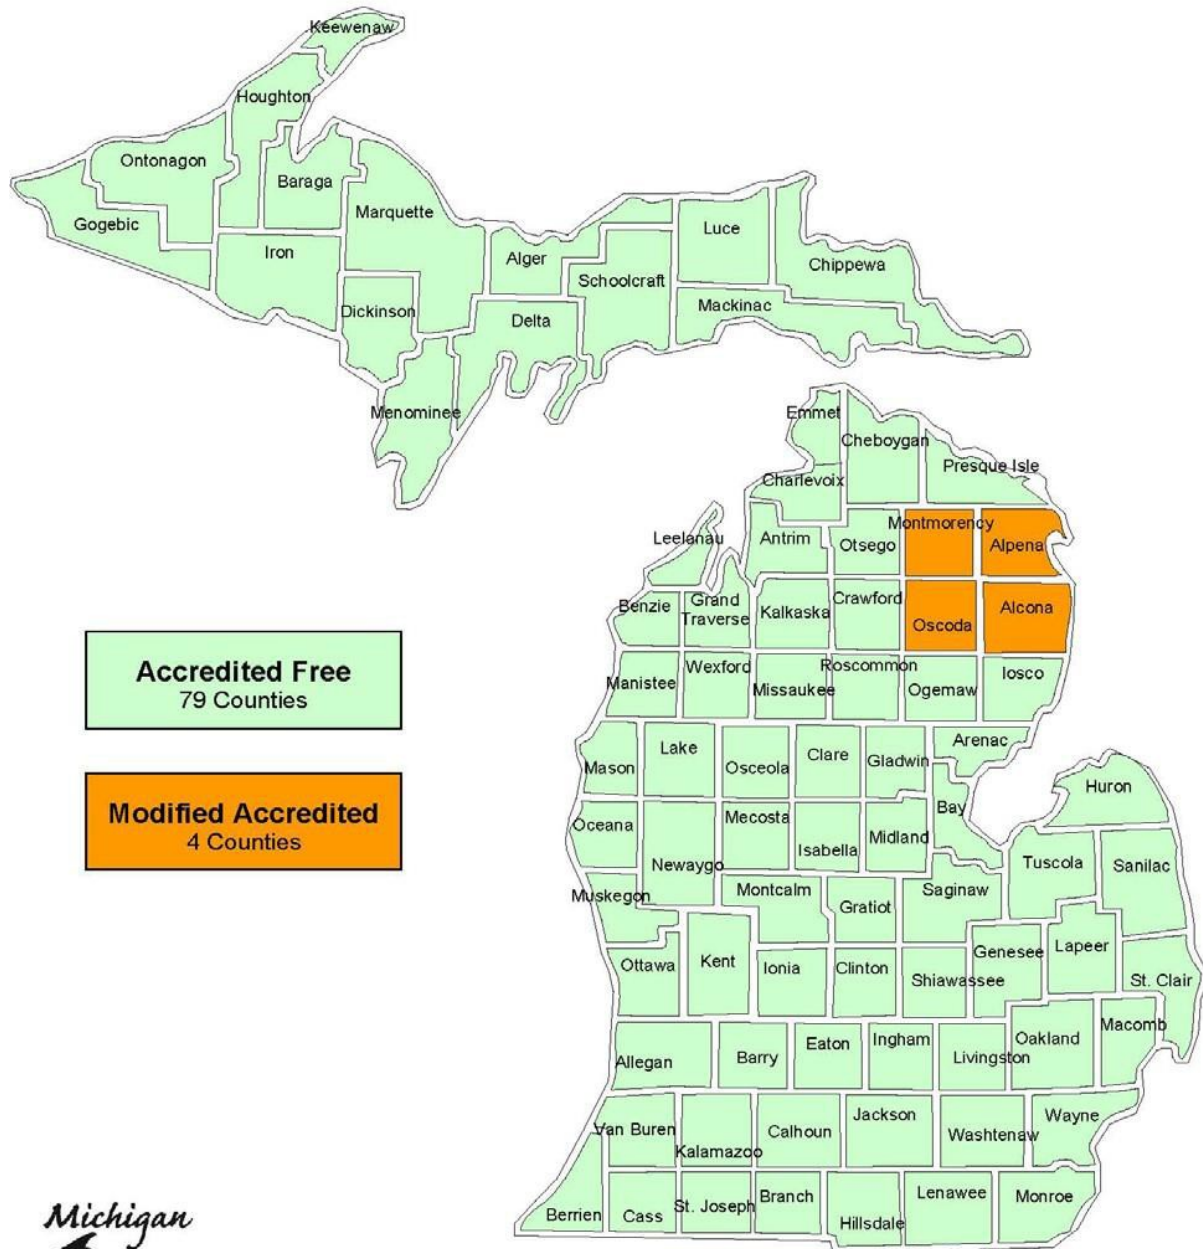 Keewenaw
Houghton
Ontonagon
Baraga
Marquette
Gogebic
Iron
Alger
Luce
Chippewa
Schoolcraft
Dickinson
Delta
Mackinac
Menominee
Emmet
Cheboygan
Presque Isle
Charlevoix
Montmorency
Leelanau
Antrim
Otsego
Alpena
Benzie
Grand
Traverse
Kalkaska
Crawford
Oscoda
Alcona
Manistee
Wexford
Missaukee
Roscommon
Ogemaw
Iosco
Accredited Free
79 Counties
Modified Accredited
4 Counties
Mason
Lake
Osceola
Clare
Gladwin
Arenac
Huron
Oceana
Newaygo
Mecosta
Isabella
Midland
Bay
Tuscola
Sanilac
Muskegon
Montcalm
Gratiot
Saginaw
Ottawa
Kent
Ionia
Clinton
Shiawassee
Genesee
Lapeer
St. Clair
Allegan
Barry
Eaton
Ingham
Livingston
Oakland
Macomb
Van Buren
Kalamazoo
Calhoun
Jackson
Washtenaw
Wayne
Berrien
Cass
St. Joseph
Branch
Hillsdale
Lenawee
Monroe
Michigan